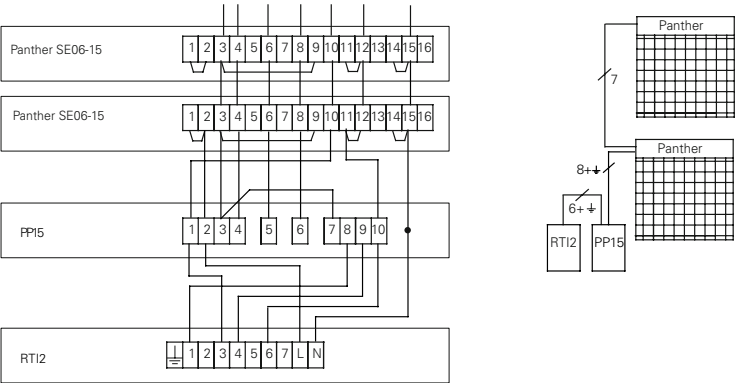 Panther SE06-15 1 2 3 4 5 6 7 8 9 10 11 12 13 14 15 16
Panther SE06-15 1 2 3 4 5 6 7 8 9 10 11 12 13 14 15 16
PP15 1 2 3 4 5 6 7 8 9 10
RTI2 1 2 3 4 5 6 7 L N
Panther
7
Panther
8+⏚
6+⏚
RTI2 PP15